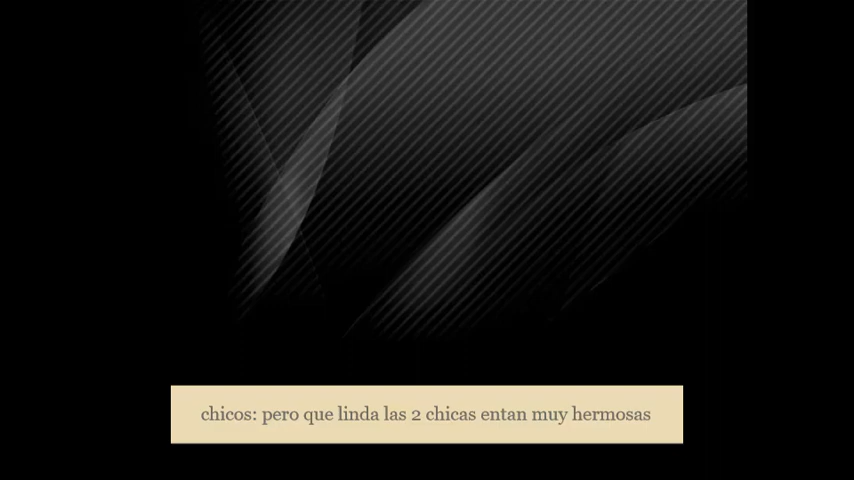 chicos: pero que linda las 2 chicas entan muy hermosas